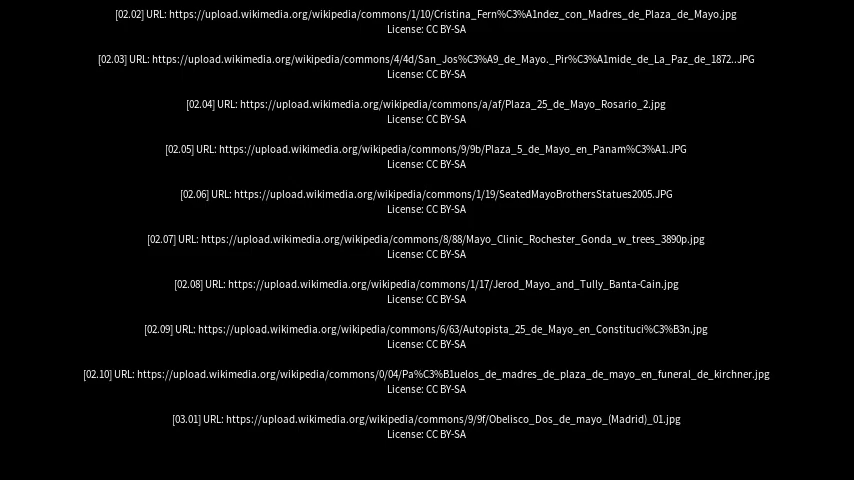 [02.02] URL: https://upload.wikimedia.org/wikipedia/commons/1/10/Cristina_Fern%C3%A1ndez_con_Madres_de_Plaza_de_Mayo.jpg
License: CC BY-SA
[02.03] URL: https://upload.wikimedia.org/wikipedia/commons/4/4d/San_Jos%C3%A9_de_Mayo._Pir%C3%A1mide_de_La_Paz_de_1872..JPG
License: CC BY-SA
[02.04] URL: https://upload.wikimedia.org/wikipedia/commons/a/af/Plaza_25_de_Mayo_Rosario_2.jpg
License: CC BY-SA
[02.05] URL: https://upload.wikimedia.org/wikipedia/commons/9/9b/Plaza_5_de_Mayo_en_Panam%C3%A1.JPG
License: CC BY-SA
[02.06] URL: https://upload.wikimedia.org/wikipedia/commons/1/19/SeatedMayoBrothersStatues2005.JPG
License: CC BY-SA
[02.07] URL: https://upload.wikimedia.org/wikipedia/commons/8/88/Mayo_Clinic_Rochester_Gonda_w_trees_3890p.jpg
License: CC BY-SA
[02.08] URL: https://upload.wikimedia.org/wikipedia/commons/1/17/Jerod_Mayo_and_Tully_Banta-Cain.jpg
License: CC BY-SA
[02.09] URL: https://upload.wikimedia.org/wikipedia/commons/6/63/Autopista_25_de_Mayo_en_Constituci%C3%B3n.jpg
License: CC BY-SA
[02.10] URL: https://upload.wikimedia.org/wikipedia/commons/0/04/Pa%C3%B1uelos_de_madres_de_plaza_de_mayo_en_funeral_de_kirchner.jpg
License: CC BY-SA
[03.01] URL: https://upload.wikimedia.org/wikipedia/commons/9/9f/Obelisco_Dos_de_mayo_(Madrid)_01.jpg
License: CC BY-SA